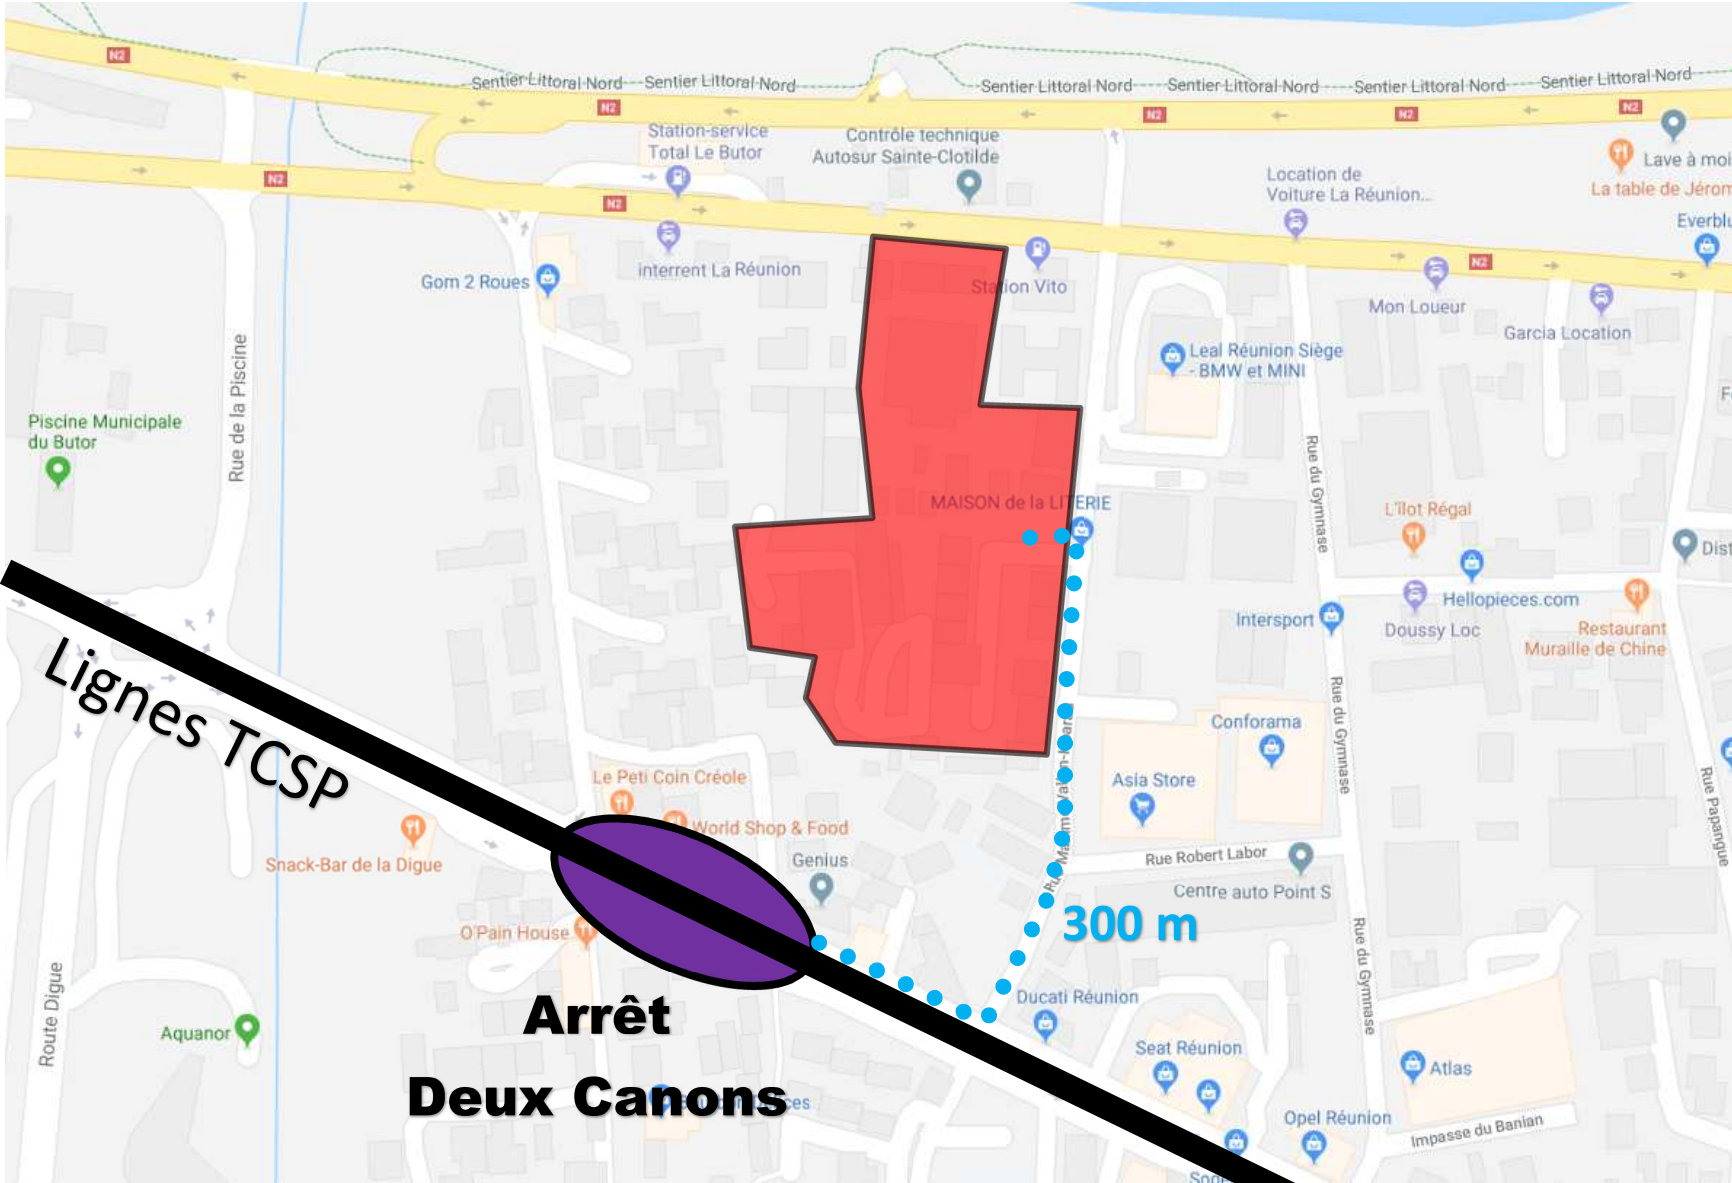 N2
Sentier Littoral Nord
Sentier Littoral Nord
Sentier Littoral Nord
Sentier Littoral Nord
Sentier Littoral Nord
Sentier Littoral Nord
N2
N2
N2
N2
Station-service
Total Le Butor
Contrôle technique
Autosur Sainte-Clotilde
Lave à moi
La table de Jérom
Location de
Voiture La Réunion...
N2
N2
Everblu
interrent La Réunion
Gom 2 Roues
Station Vito
N2
Mon Loueur
Garcia Location
Leal Réunion Siège
- BMW et MINI
Rue de la Piscine
Piscine Municipale
du Butor
Rue du Gymnase
MAISON de la LITERIE
L'îlot Régal
Dist
Hellopieces.com
Intersport
Doussy Loc
Restaurant
Muraille de Chine
Lignes TCSP
Rue du Gymnase
Conforama
Asia Store
Rue Papangue
Le Peti Coin Créole
World Shop & Food
Genius
Snack-Bar de la Digue
Rue Robert Labor
Centre auto Point S
O'Pain House
300 m
Rue du Gymnase
Route Digue
Aquanor
Arrêt
Deux Canons
Ducati Réunion
Seat Réunion
Atlas
Opel Réunion
Impasse du Banian